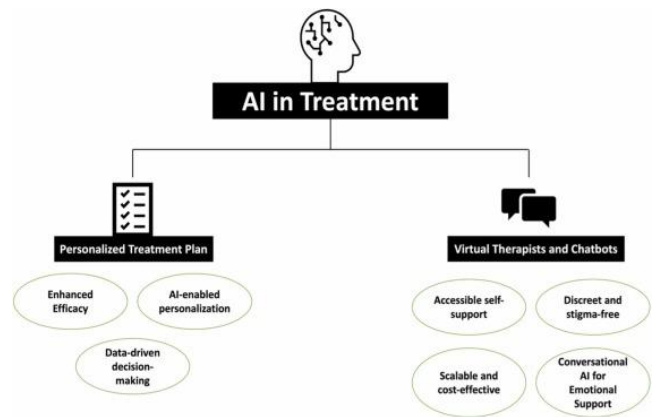 AI in Treatment
Personalized Treatment Plan
Virtual Therapists and Chatbots
Enhanced
Efficacy
AI-enabled
personalization
Data-driven
decision-
making
Accessible self-
support
Discreet and
stigma-free
Scalable and
cost-effective
Conversational
AI for
Emotional
Support